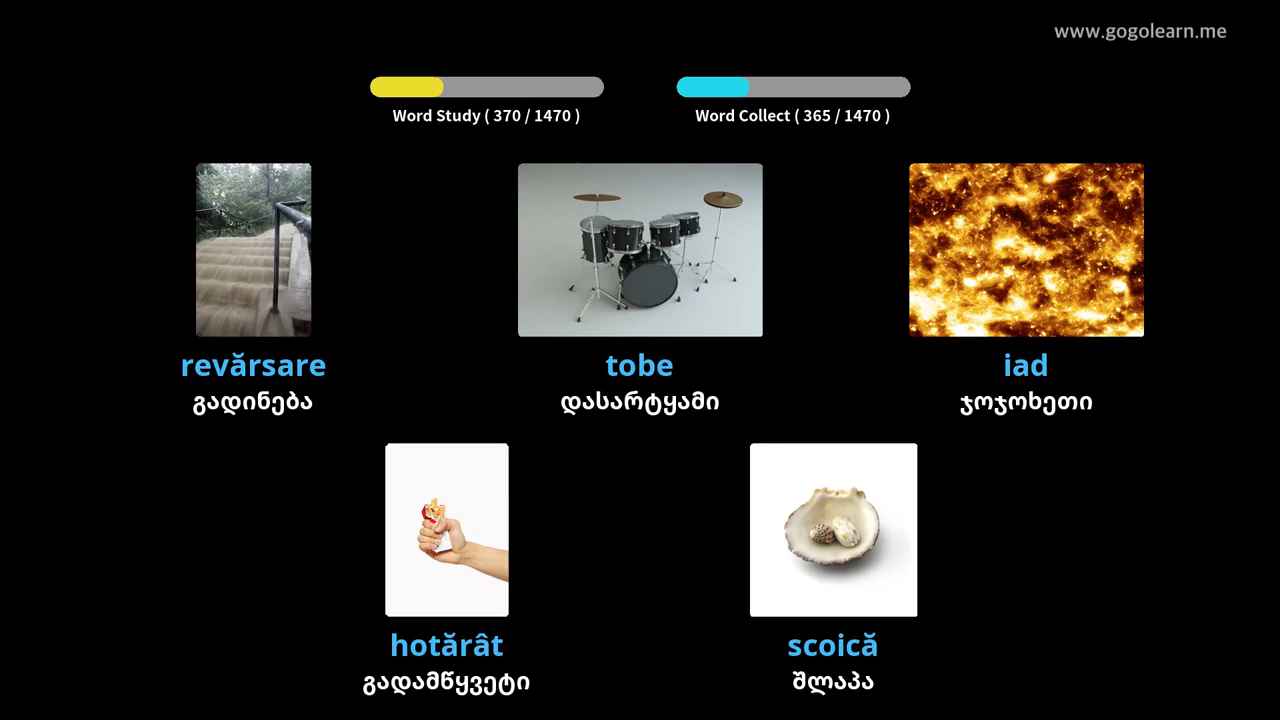 www.gogolearn.me
Word Study ( 370 / 1470 )
Word Collect ( 365 / 1470 )
revărsare
გადინება
tobe
დასარტყამი
iad
ჯოჯოხეთი
hotărât
გადამწყვეტი
scoică
შლაპა